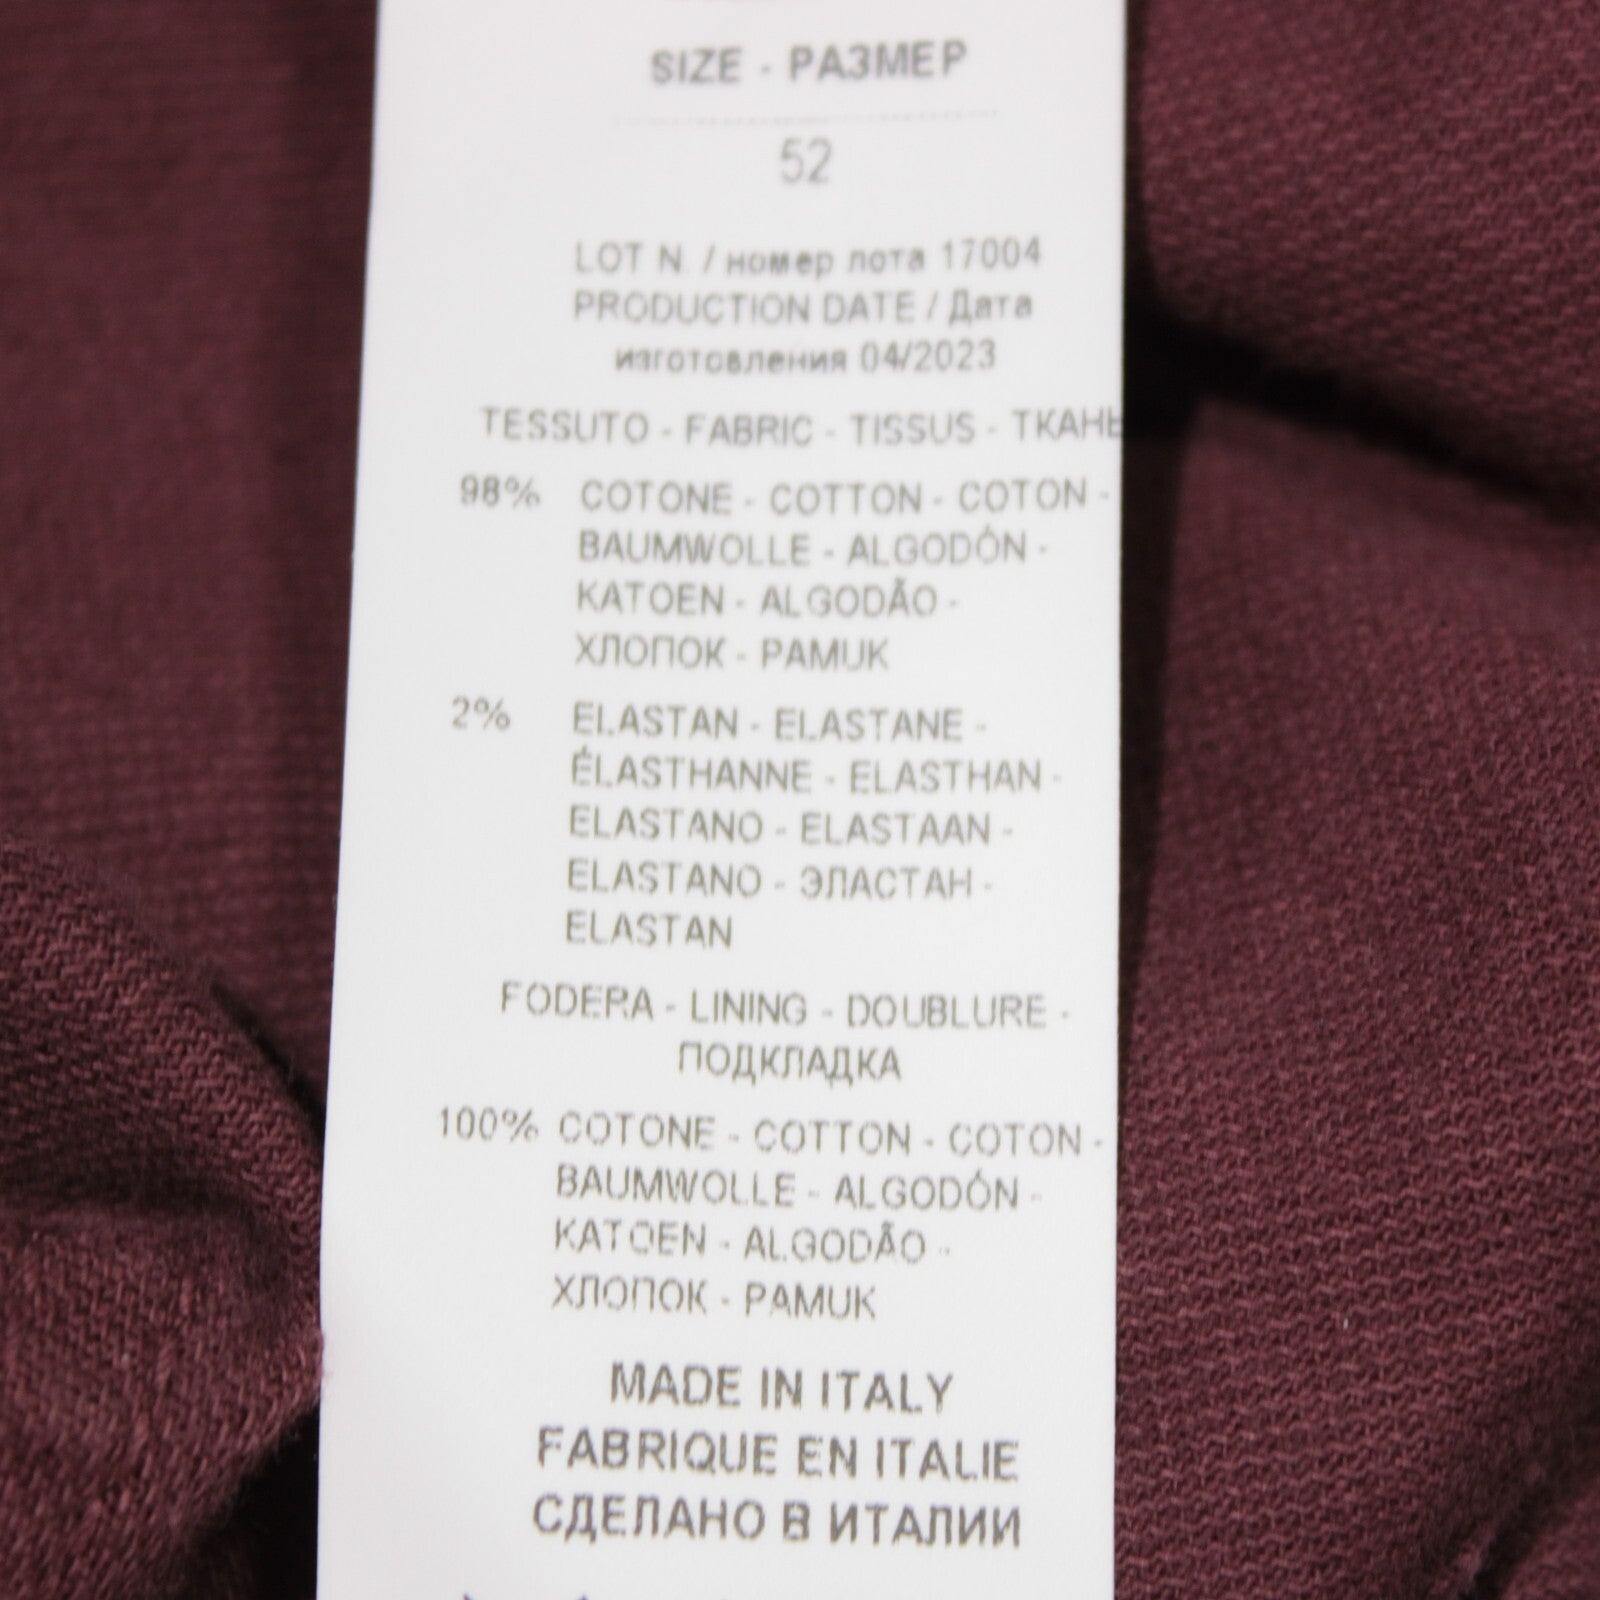 SIZE - РАЗМЕР
52
LOT N. / номер лота 17004
PRODUCTION DATE / Дата
изготовления 04/2023
TESSUTO - FABRIC - TISSUS - ТКАНЬ
98% COTONE - COTTON - COTON -
BAUMWOLLE - ALGODÓN -
KATOEN - ALGODÃO -
ХЛОПОК - PAMUK
2% ELASTAN - ELASTANE -
ÉLASTHANNE - ELASTHAN -
ELASTANO - ELASTAAN -
ELASTANO - ЭЛАСТАН -
ELASTAN
FODERA - LINING - DOUBLURE -
ПОДКЛАДКА
100% COTONE - COTTON - COTON -
BAUMWOLLE - ALGODÓN -
KATOEN - ALGODÃO -
ХЛОПОК - PAMUK
MADE IN ITALY
FABRIQUE EN ITALIE
СДЕЛАНО В ИТАЛИИ